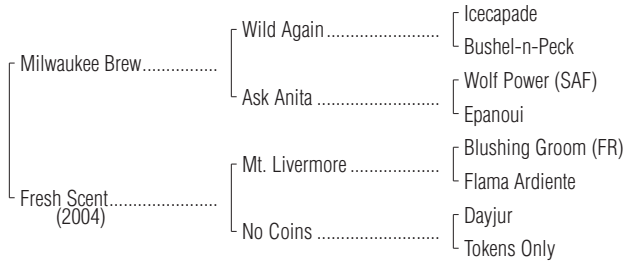 Icecapade
Wild Again
Bushel-n-Peck
Milwaukee Brew
Wolf Power (SAF)
Ask Anita
Epanoui
Blushing Groom (FR)
Mt. Livermore
Flama Ardiente
Fresh Scent
(2004)
Dayjur
No Coins
Tokens Only